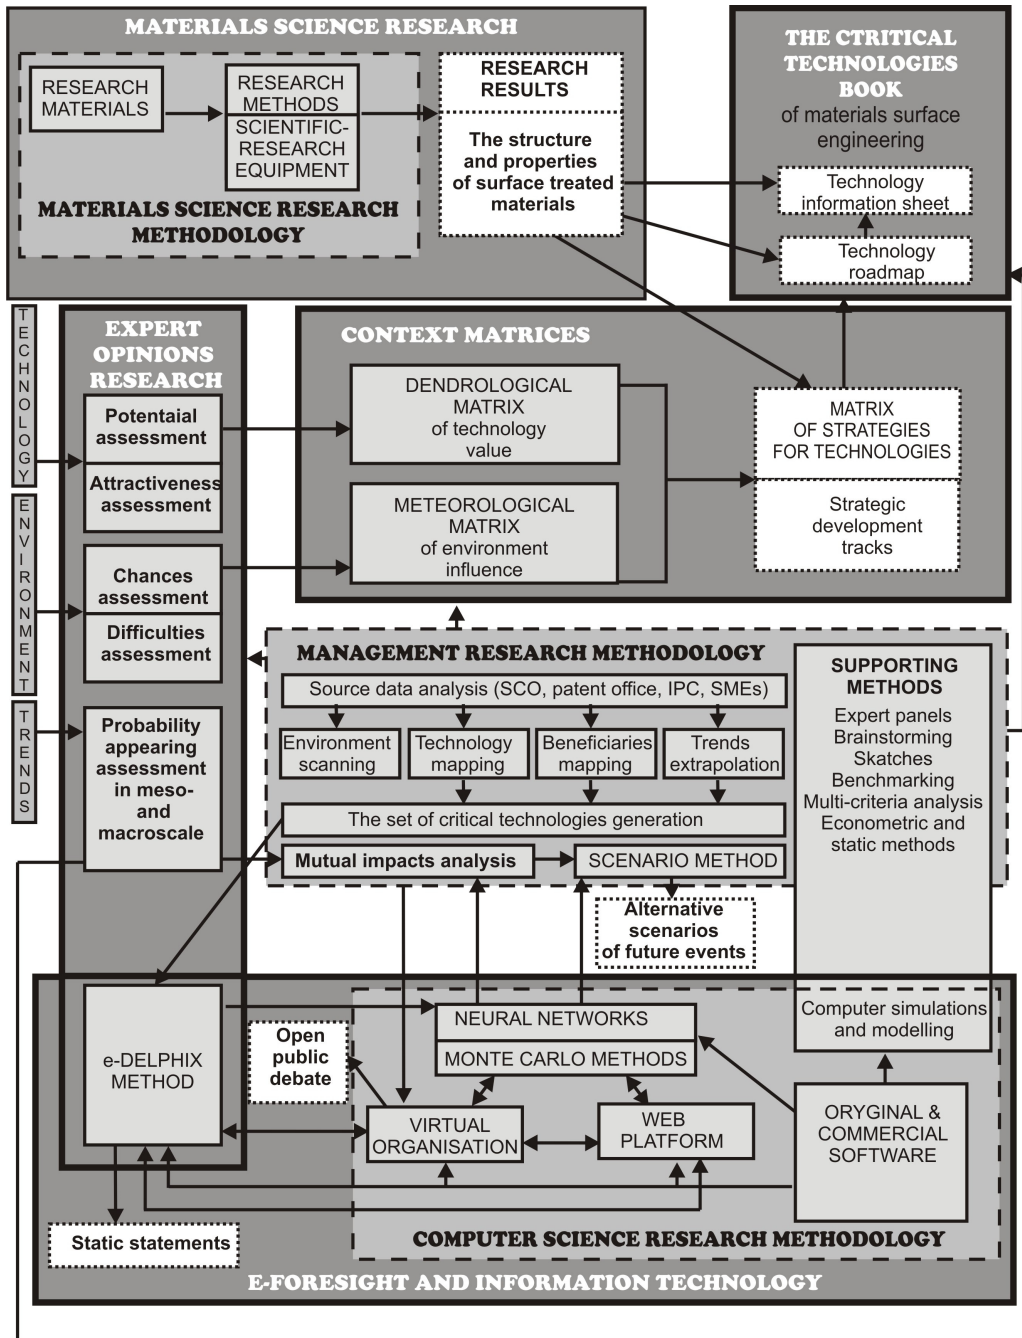 MATERIALS SCIENCE RESEARCH
RESEARCH
MATERIALS
RESEARCH
METHODS
SCIENTIFIC-
RESEARCH
EQUIPMENT
MATERIALS SCIENCE RESEARCH
METHODOLOGY
RESEARCH
RESULTS
The structure
and properties
of surface treated
materials
THE CTRITICAL
TECHNOLOGIES
BOOK
of materials surface
engineering
Technology
information sheet
Technology
roadmap
TECHNOLOGY
ENVIRONMENT
TRENDS
EXPERT
OPINIONS
RESEARCH
Potentaial
assessment
Attractiveness
assessment
Chances
assessment
Difficulties
assessment
Probability
appearing
assessment
in meso-
and
macroscale
CONTEXT MATRICES
DENDROLOGICAL
MATRIX
of technology
value
METEOROLOGICAL
MATRIX
of environment
influence
MATRIX
OF STRATEGIES
FOR TECHNOLOGIES
Strategic
development
tracks
MANAGEMENT RESEARCH METHODOLOGY
Source data analysis (SCO, patent office, IPC, SMEs)
Environment
scanning
Technology
mapping
Beneficiaries
mapping
Trends
extrapolation
The set of critical technologies generation
Mutual impacts analysis
SCENARIO METHOD
Alternative
scenarios
of future events
SUPPORTING
METHODS
Expert panels
Brainstorming
Skatches
Benchmarking
Multi-criteria analysis
Econometric and
static methods
Computer simulations
and modelling
e-DELPHIX
METHOD
Open
public
debate
NEURAL NETWORKS
MONTE CARLO METHODS
VIRTUAL
ORGANISATION
WEB
PLATFORM
ORYGINAL &
COMMERCIAL
SOFTWARE
Static statements
COMPUTER SCIENCE RESEARCH METHODOLOGY
E-FORESIGHT AND INFORMATION TECHNOLOGY